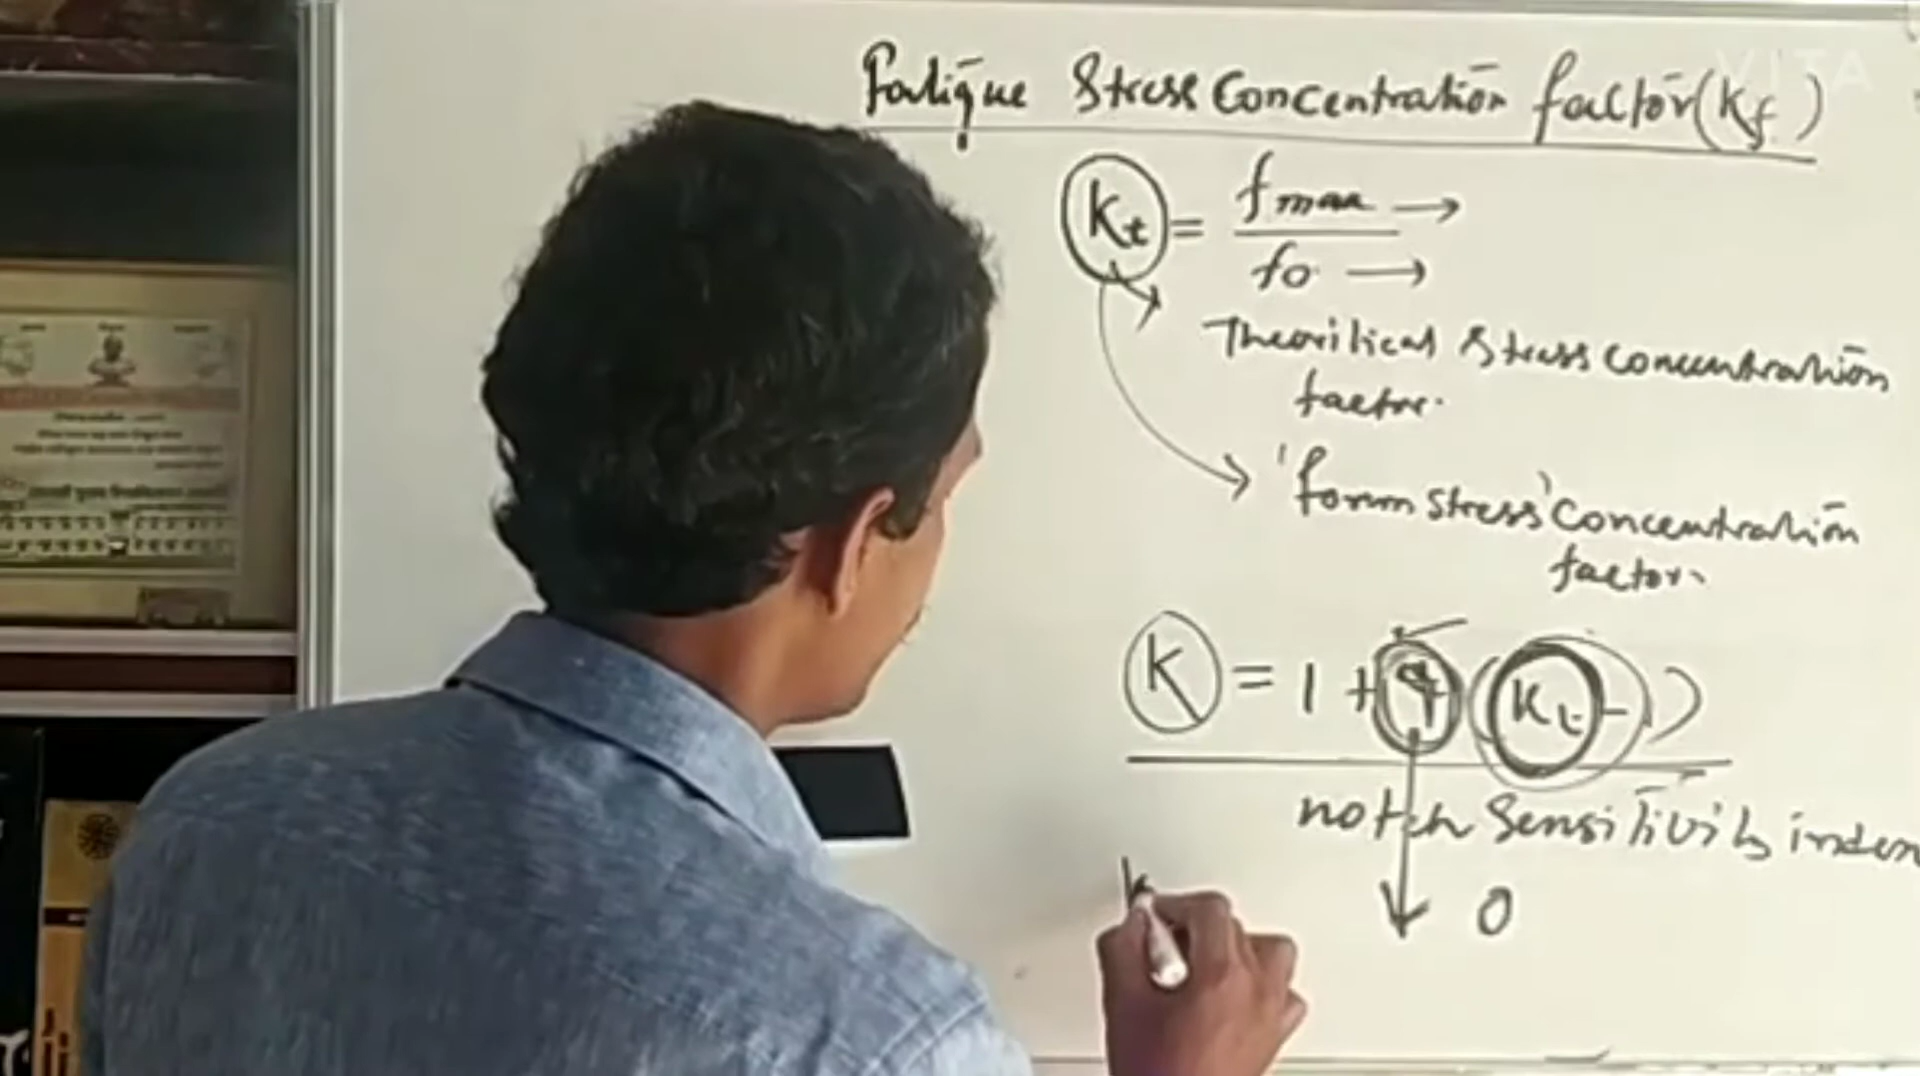 VITA
Fatigue Stress Concentration factor (Kf)
Kt = fmax →
fo →
Theoritical Stress concentration
factor.
'form stress' concentration
factor.
K = 1 + q (Kt - 1)
notch Sensitivity index
0
k